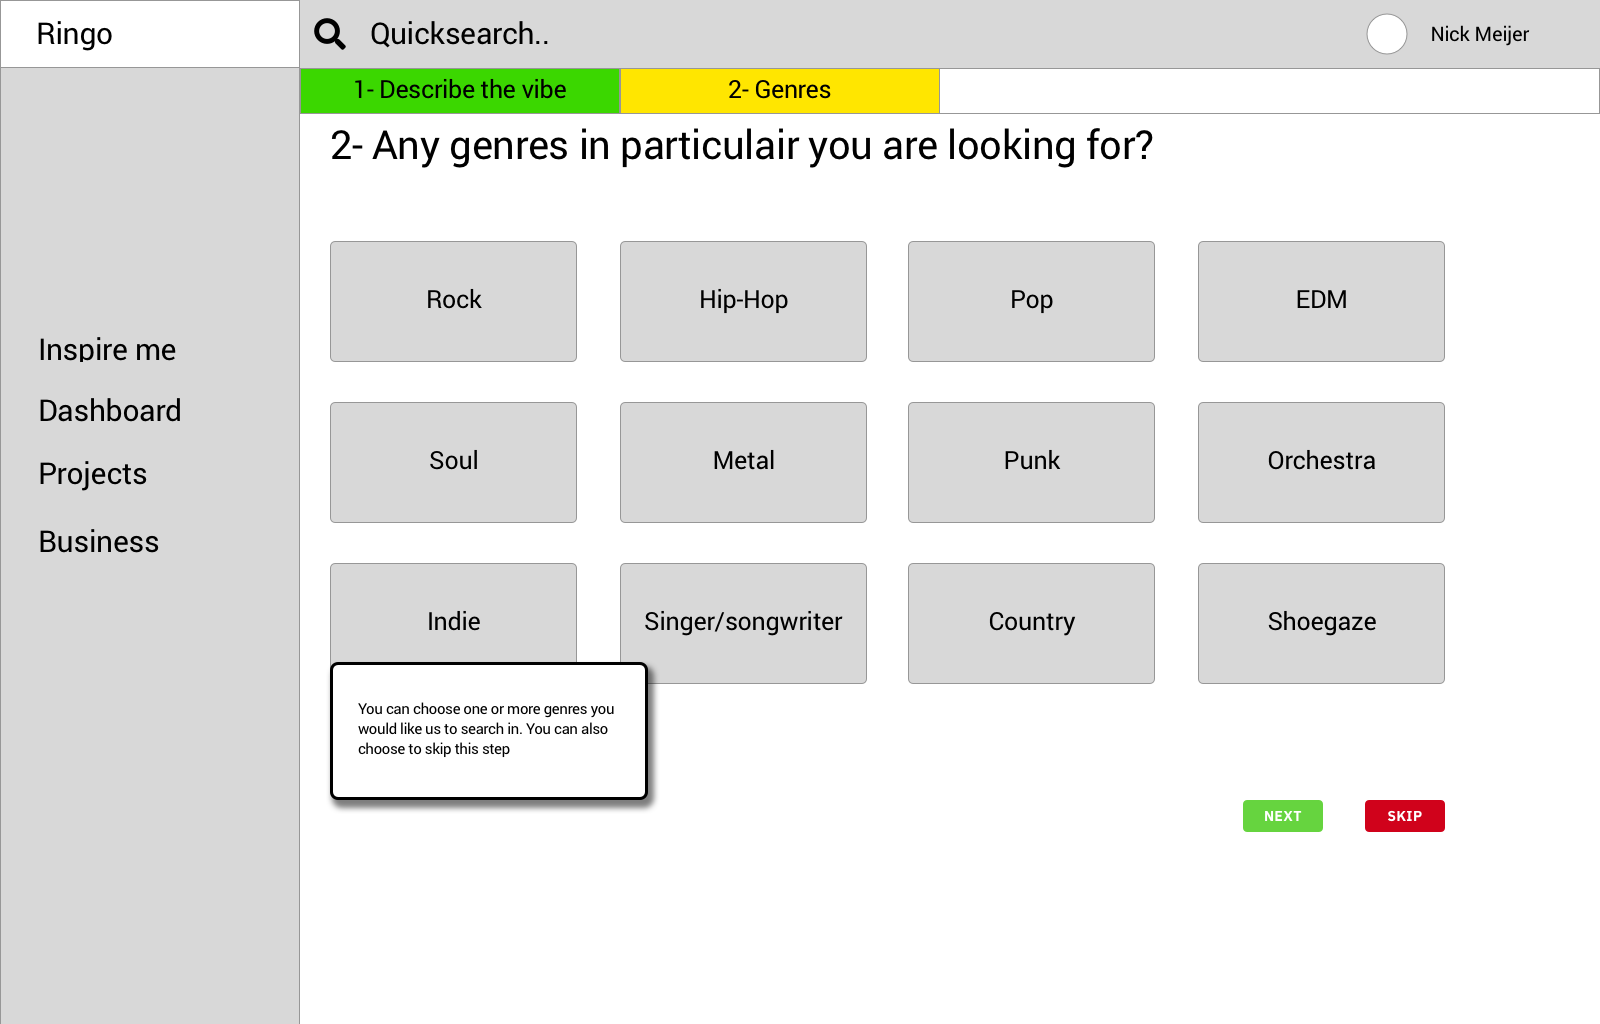 Ringo
Quicksearch..
Nick Meijer
1- Describe the vibe
2- Genres
2- Any genres in particulair you are looking for?
Inspire me
Dashboard
Projects
Business
Rock
Hip-Hop
Pop
EDM
Soul
Metal
Punk
Orchestra
Indie
Singer/songwriter
Country
Shoegaze
You can choose one or more genres you
would like us to search in. You can also
choose to skip this step
NEXT
SKIP